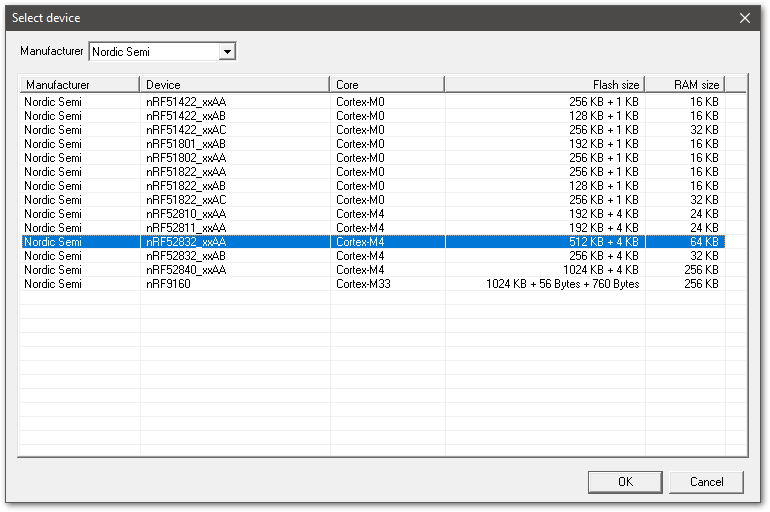 Select device
Manufacturer Nordic Semi
Manufacturer Device Core Flash size RAM size
Nordic Semi nRF51422_xxAA Cortex-M0 256 KB + 1 KB 16 KB
Nordic Semi nRF51422_xxAB Cortex-M0 128 KB + 1 KB 16 KB
Nordic Semi nRF51422_xxAC Cortex-M0 256 KB + 1 KB 32 KB
Nordic Semi nRF51801_xxAB Cortex-M0 192 KB + 1 KB 16 KB
Nordic Semi nRF51802_xxAA Cortex-M0 256 KB + 1 KB 16 KB
Nordic Semi nRF51822_xxAA Cortex-M0 256 KB + 1 KB 16 KB
Nordic Semi nRF51822_xxAB Cortex-M0 128 KB + 1 KB 16 KB
Nordic Semi nRF51822_xxAC Cortex-M0 256 KB + 1 KB 32 KB
Nordic Semi nRF52810_xxAA Cortex-M4 192 KB + 4 KB 24 KB
Nordic Semi nRF52811_xxAA Cortex-M4 192 KB + 4 KB 24 KB
Nordic Semi nRF52832_xxAA Cortex-M4 512 KB + 4 KB 64 KB
Nordic Semi nRF52832_xxAB Cortex-M4 256 KB + 4 KB 32 KB
Nordic Semi nRF52840_xxAA Cortex-M4 1024 KB + 4 KB 256 KB
Nordic Semi nRF9160 Cortex-M33 1024 KB + 56 Bytes + 760 Bytes 256 KB
OK Cancel